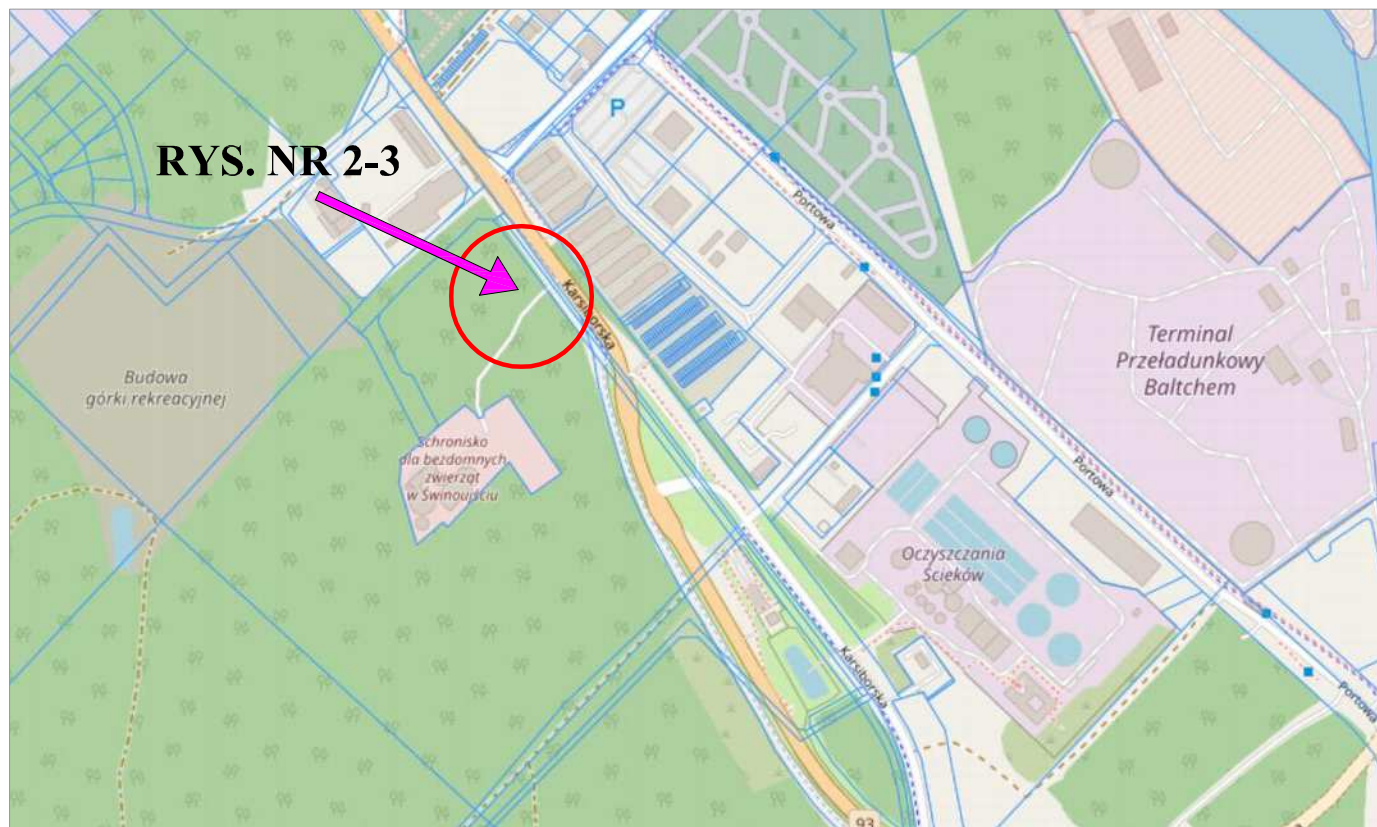 P
RYS. NR 2-3
Portowa
Karsiborska
Terminal
Przeładunkowy
Baltchem
Budowa
górki rekreacyjnej
Schronisko
dla bezdomnych
zwierząt
w Świnoujściu
Portowa
Oczyszczania
Ścieków
Karsiborska
Portowa
93